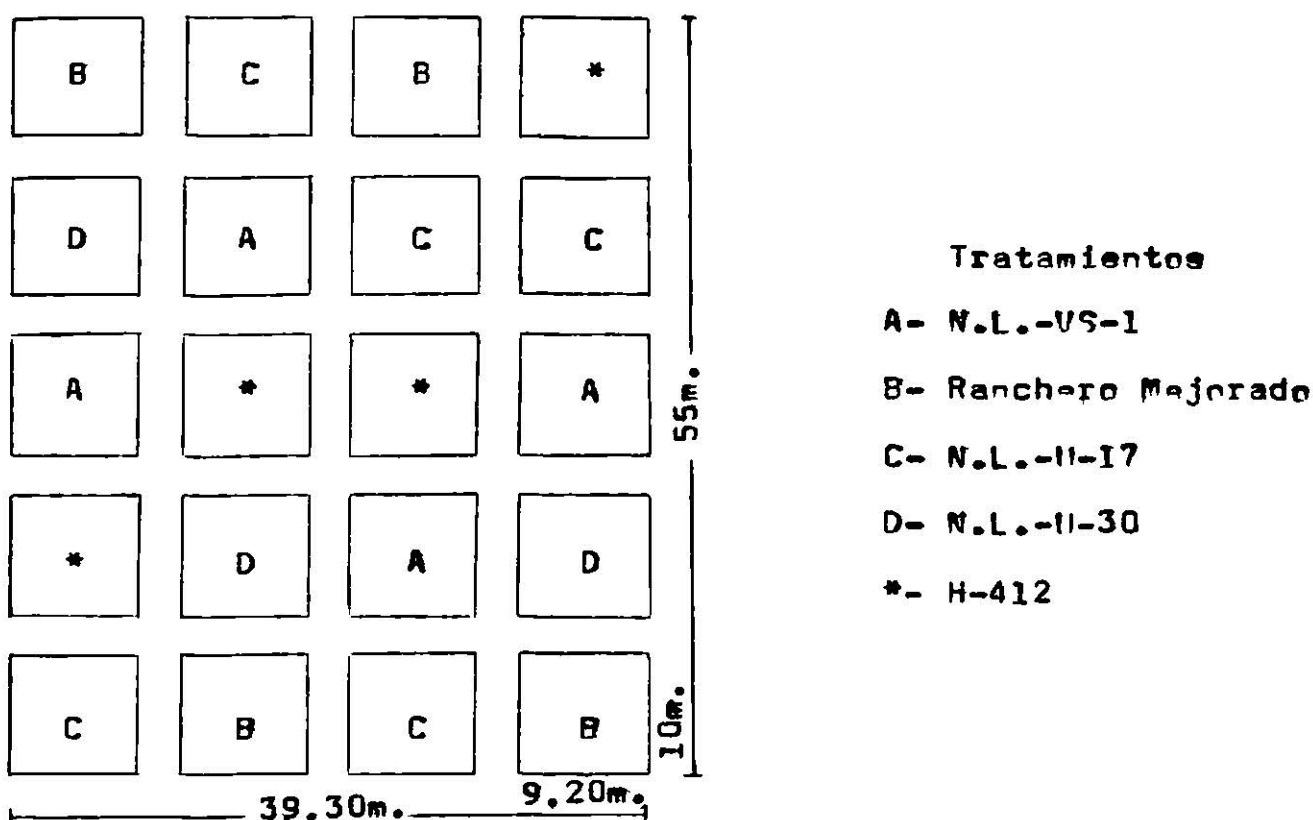 B C B *
D A C C
A * * A
* D A D
C B C B
55m.
10m.
9,20m.
39,30m.
Tratamientos
A- N.L.-VS-1
B- Ranchero Mejorado
C- N.L.-H-17
D- N.L.-H-30
*- H-412